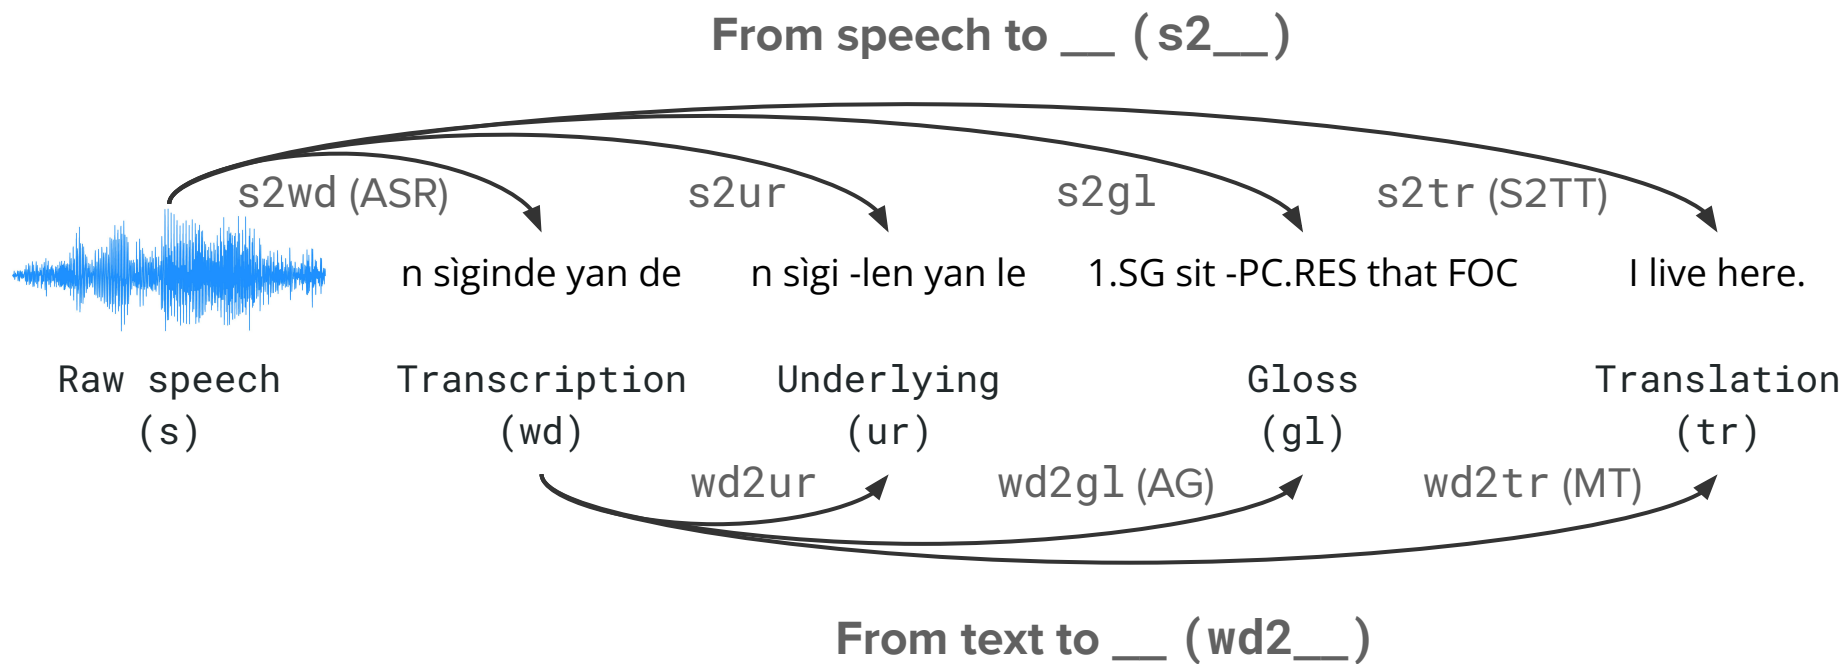 From speech to __ (s2__)
s2wd (ASR) s2ur s2gl s2tr (S2TT)
n sìginde yan de n sìgi -len yan le 1.SG sit -PC.RES that FOC I live here.
Raw speech Transcription Underlying Gloss Translation
(s) (wd) (ur) (gl) (tr)
wd2ur wd2gl (AG) wd2tr (MT)
From text to __ (wd2__)